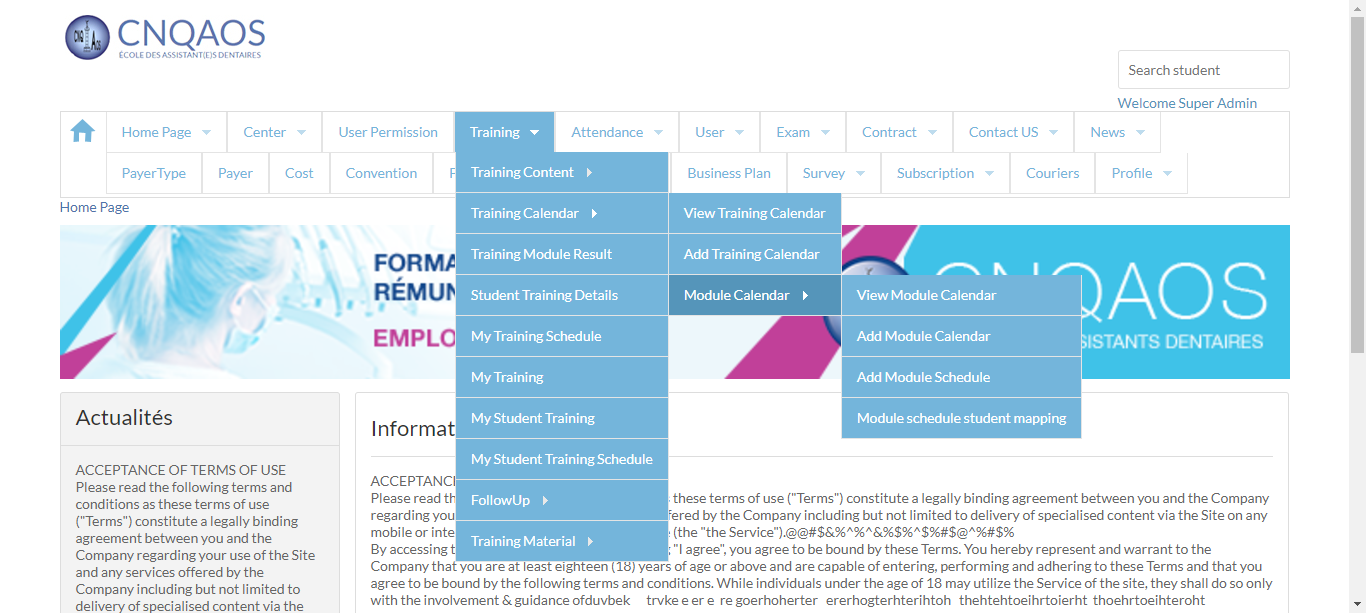 CNQ AOS
CNQAOS
ÉCOLE DES ASSISTANT(E)S DENTAIRES
Search student
Welcome Super Admin
Home Page Center User Permission Training Attendance User Exam Contract Contact US News
PayerType Payer Cost Convention Business Plan Survey Subscription Couriers Profile
Home Page
Training Content
Training Calendar
Training Module Result
Student Training Details
My Training Schedule
My Training
My Student Training
My Student Training Schedule
FollowUp
Training Material
View Training Calendar
Add Training Calendar
Module Calendar
View Module Calendar
Add Module Calendar
Add Module Schedule
Module schedule student mapping
FORMA
RÉMUN
EMPLO
CNQAOS
SISTANTS DENTAIRES
Actualités
ACCEPTANCE OF TERMS OF USE
Please read the following terms and
conditions as these terms of use
("Terms") constitute a legally binding
agreement between you and the
Company regarding your use of the Site
and any services offered by the
Company including but not limited to
delivery of specialised content via the
Informat
ACCEPTANC
Please read th s these terms of use ("Terms") constitute a legally binding agreement between you and the Company
regarding you ffered by the Company including but not limited to delivery of specialised content via the Site on any
mobile or inte (the "the Service").@@#$&%^%^&%$%^$%#$@^%#$%
By accessing t "I agree", you agree to be bound by these Terms. You hereby represent and warrant to the
Company that you are at least eighteen (18) years of age or above and are capable of entering, performing and adhering to these Terms and that you
agree to be bound by the following terms and conditions. While individuals under the age of 18 may utilize the Service of the site, they shall do so only
with the involvement & guidance ofduvbek trvke e er e re goerhoherter ererhogterhterihtoh thehtehtoeihrtoierht thoehrtoeihteroht